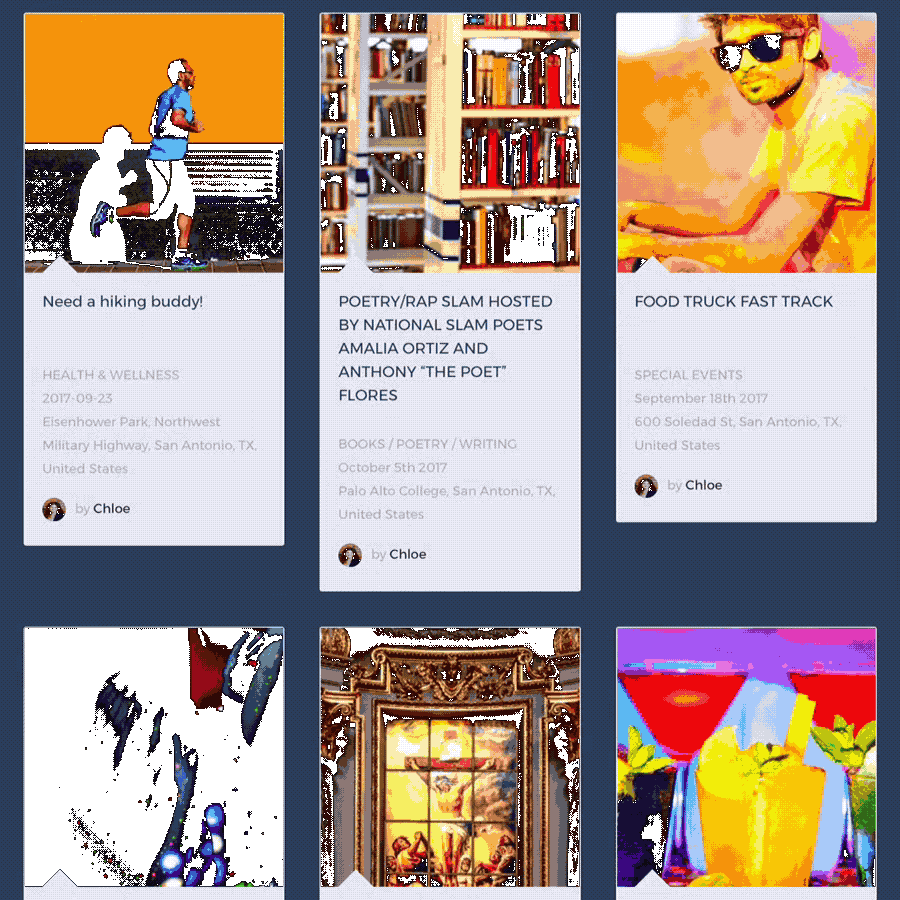 Need a hiking buddy!
HEALTH & WELLNESS
2017-09-23
Eisenhower Park, Northwest
Military Highway, San Antonio, TX,
United States
by Chloe
POETRY/RAP SLAM HOSTED
BY NATIONAL SLAM POETS
AMALIA ORTIZ AND
ANTHONY “THE POET”
FLORES
BOOKS / POETRY / WRITING
October 5th 2017
Palo Alto College, San Antonio, TX,
United States
by Chloe
FOOD TRUCK FAST TRACK
SPECIAL EVENTS
September 18th 2017
600 Soledad St, San Antonio, TX,
United States
by Chloe